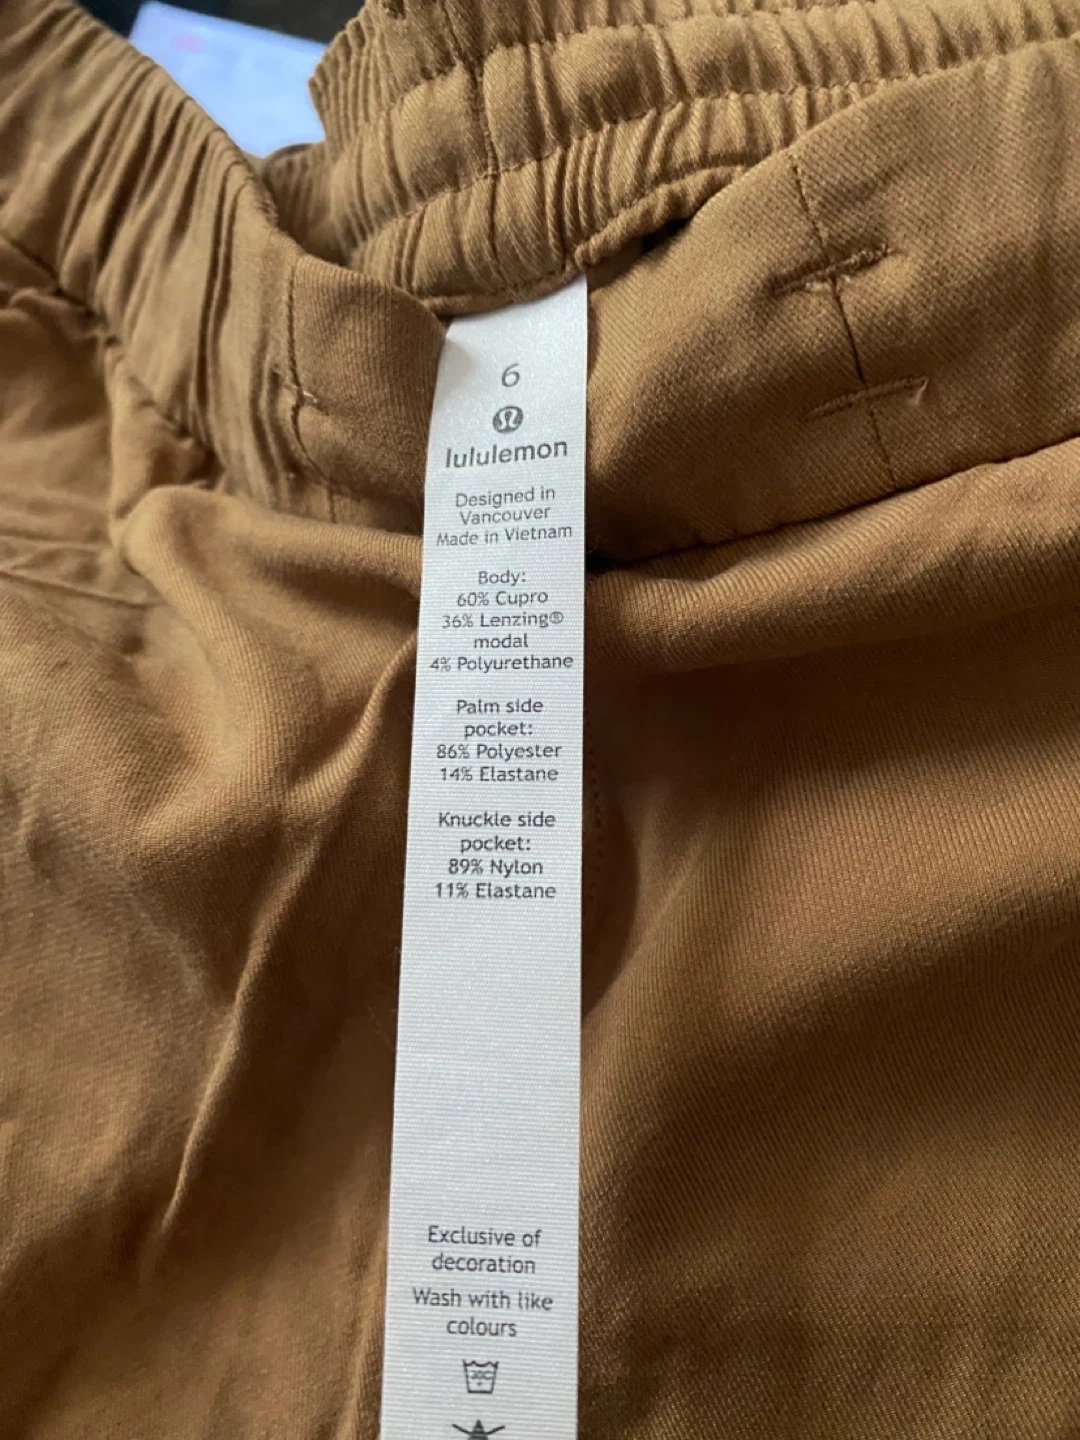 6
lululemon
Designed in
Vancouver
Made in Vietnam
Body:
60% Cupro
36% Lenzing®
modal
4% Polyurethane
Palm side
pocket:
86% Polyester
14% Elastane
Knuckle side
pocket:
89% Nylon
11% Elastane
Exclusive of
decoration
Wash with like
colours
30C